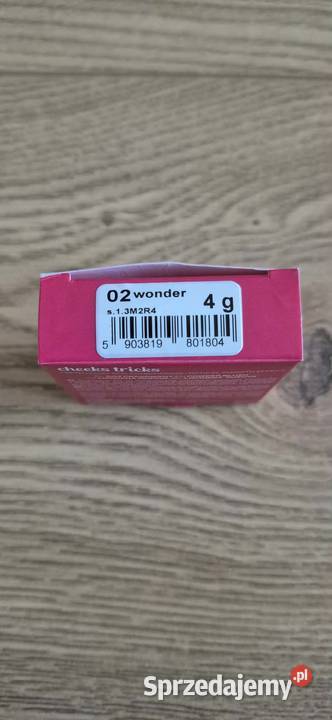 02 wonder 4 g
s.1.3M2R4
5 903819 801804
cheeks tricks
Sprzedajemy.pl